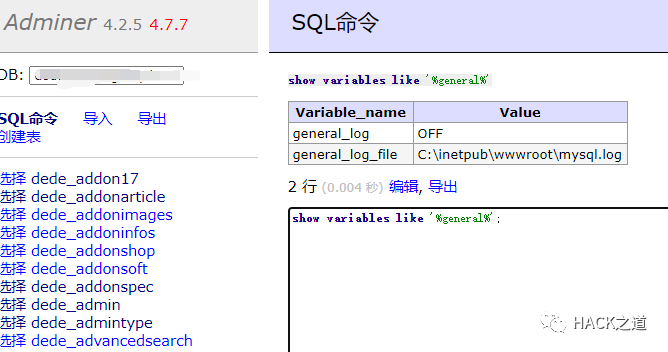 Adminer 4.2.5 4.7.7
DB:
SQL命令 导入 导出
创建表
选择 dede_addon17
选择 dede_addonarticle
选择 dede_addonimages
选择 dede_addoninfos
选择 dede_addonshop
选择 dede_addonsoft
选择 dede_addonspec
选择 dede_admin
选择 dede_admintype
选择 dede_advancedsearch
SQL命令
show variables like '%general%'
Variable_name Value
general_log OFF
general_log_file C:\inetpub\wwwroot\mysql.log
2 行 (0.004 秒) 编辑, 导出
show variables like '%general%';
HACK之道